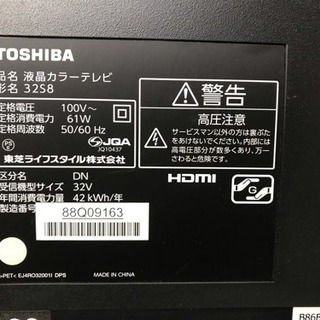 TOSHIBA
品名 液晶カラーテレビ
形名 32S8
定格電圧 : 100V~
定格消費電力 : 61W
定格周波数 : 50/60 Hz
JQA
JQ10437
東芝ライフスタイル株式会社
警告
高圧注意
サービスマン以外の方は裏ぶたをあけないでください。内部には高電圧部分が数多くあり、万一さわると危険です。
区分名 : DN
受信機型サイズ : 32V
年間消費電力量 : 42 kWh/年
製造番号 :
88Q09163
HDMI
G
>PET< EJ4RO32001I DPS
MADE IN CHINA